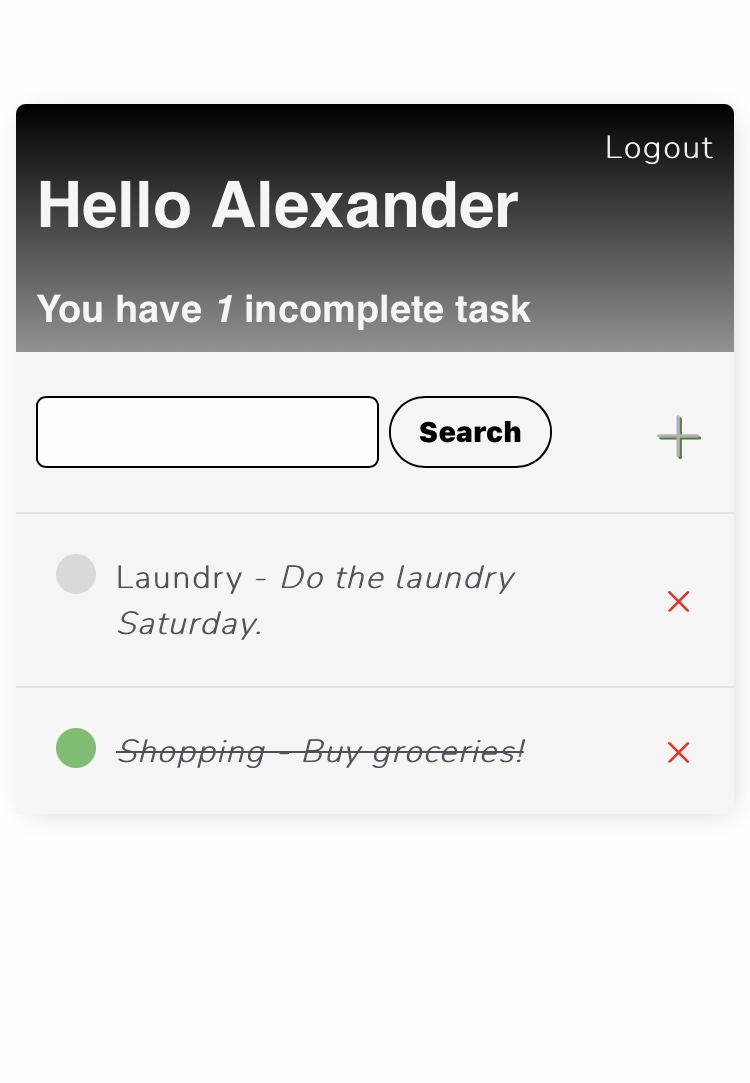 Logout
Hello Alexander
You have 1 incomplete task
Search
Laundry - Do the laundry
Saturday.
Shopping - Buy groceries!